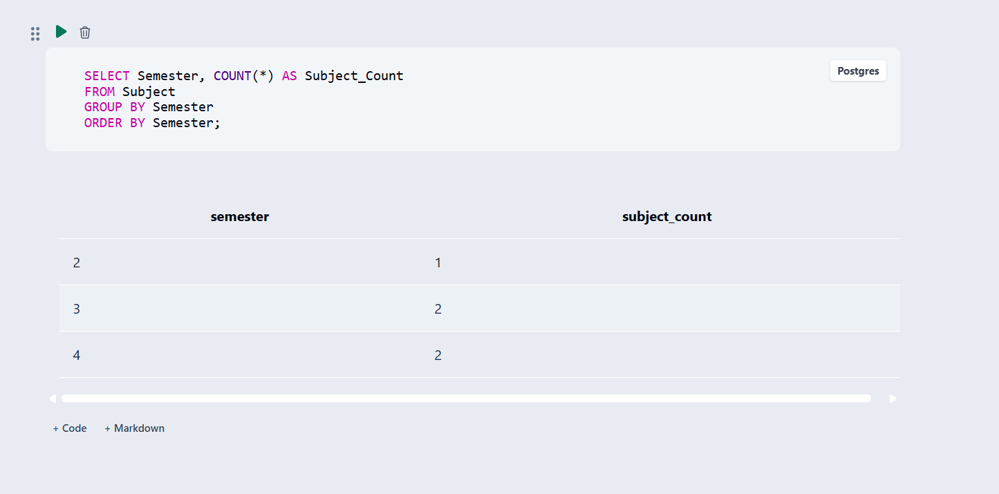 SELECT Semester, COUNT(*) AS Subject_Count
Postgres
FROM Subject
GROUP BY Semester
ORDER BY Semester;
semester subject_count
2 1
3 2
4 2
+ Code + Markdown